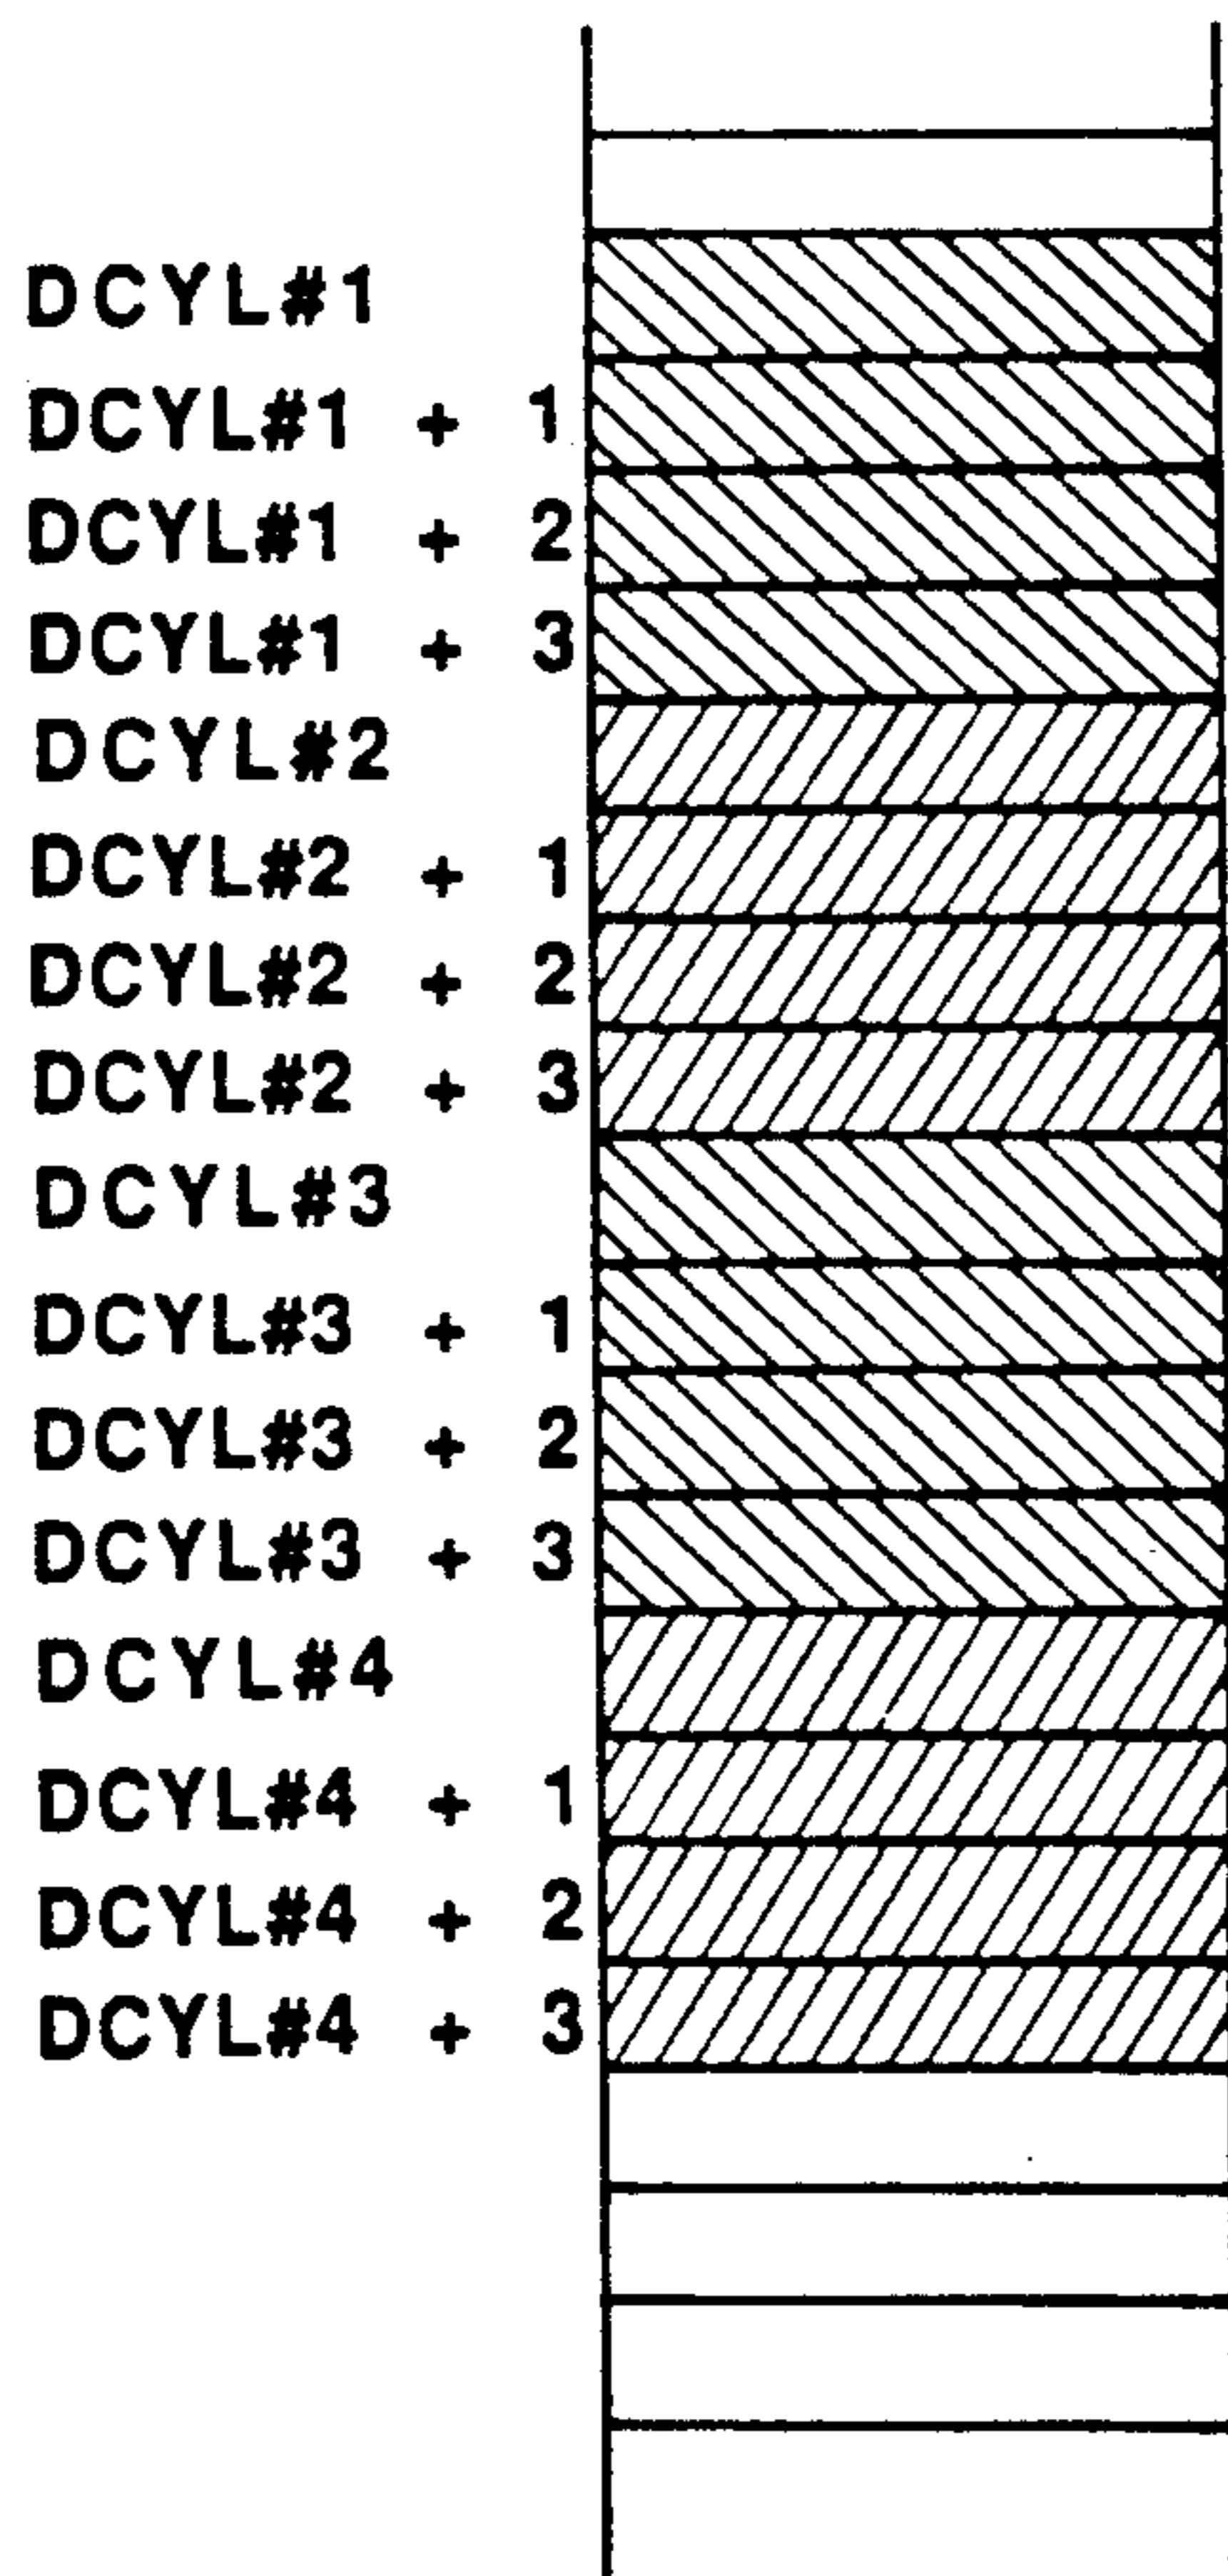 DCYL#1
DCYL#1 + 1
DCYL#1 + 2
DCYL#1 + 3
DCYL#2
DCYL#2 + 1
DCYL#2 + 2
DCYL#2 + 3
DCYL#3
DCYL#3 + 1
DCYL#3 + 2
DCYL#3 + 3
DCYL#4
DCYL#4 + 1
DCYL#4 + 2
DCYL#4 + 3